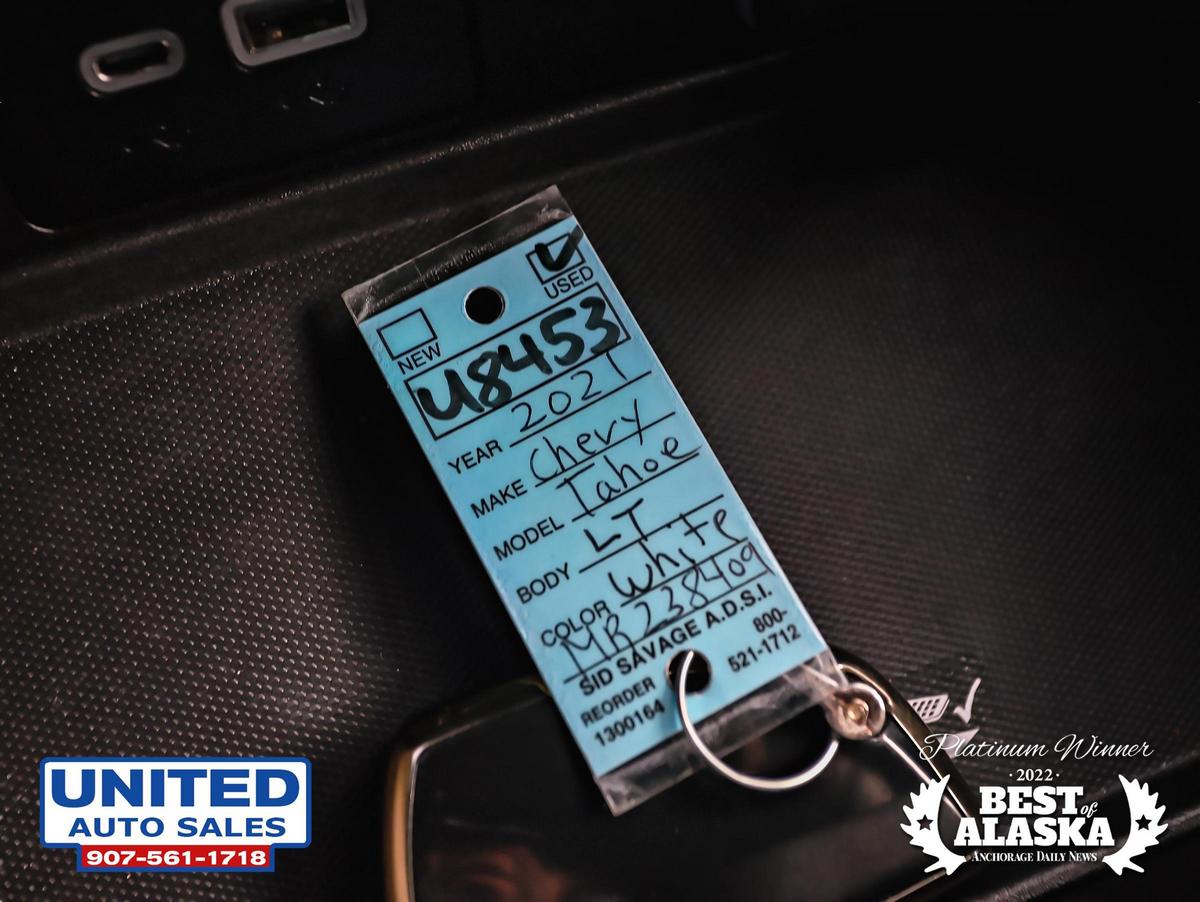 USED
NEW
U8453
YEAR 2021
MAKE Chevy
MODEL Tahoe
BODY LT
COLOR White
MR238409
SID SAVAGE A.D.S.I.
REORDER 800-
1300164 521-1712
UNITED
AUTO SALES
907-561-1718
Platinum Winner
·2022·
BEST of
ALASKA
ANCHORAGE DAILY NEWS